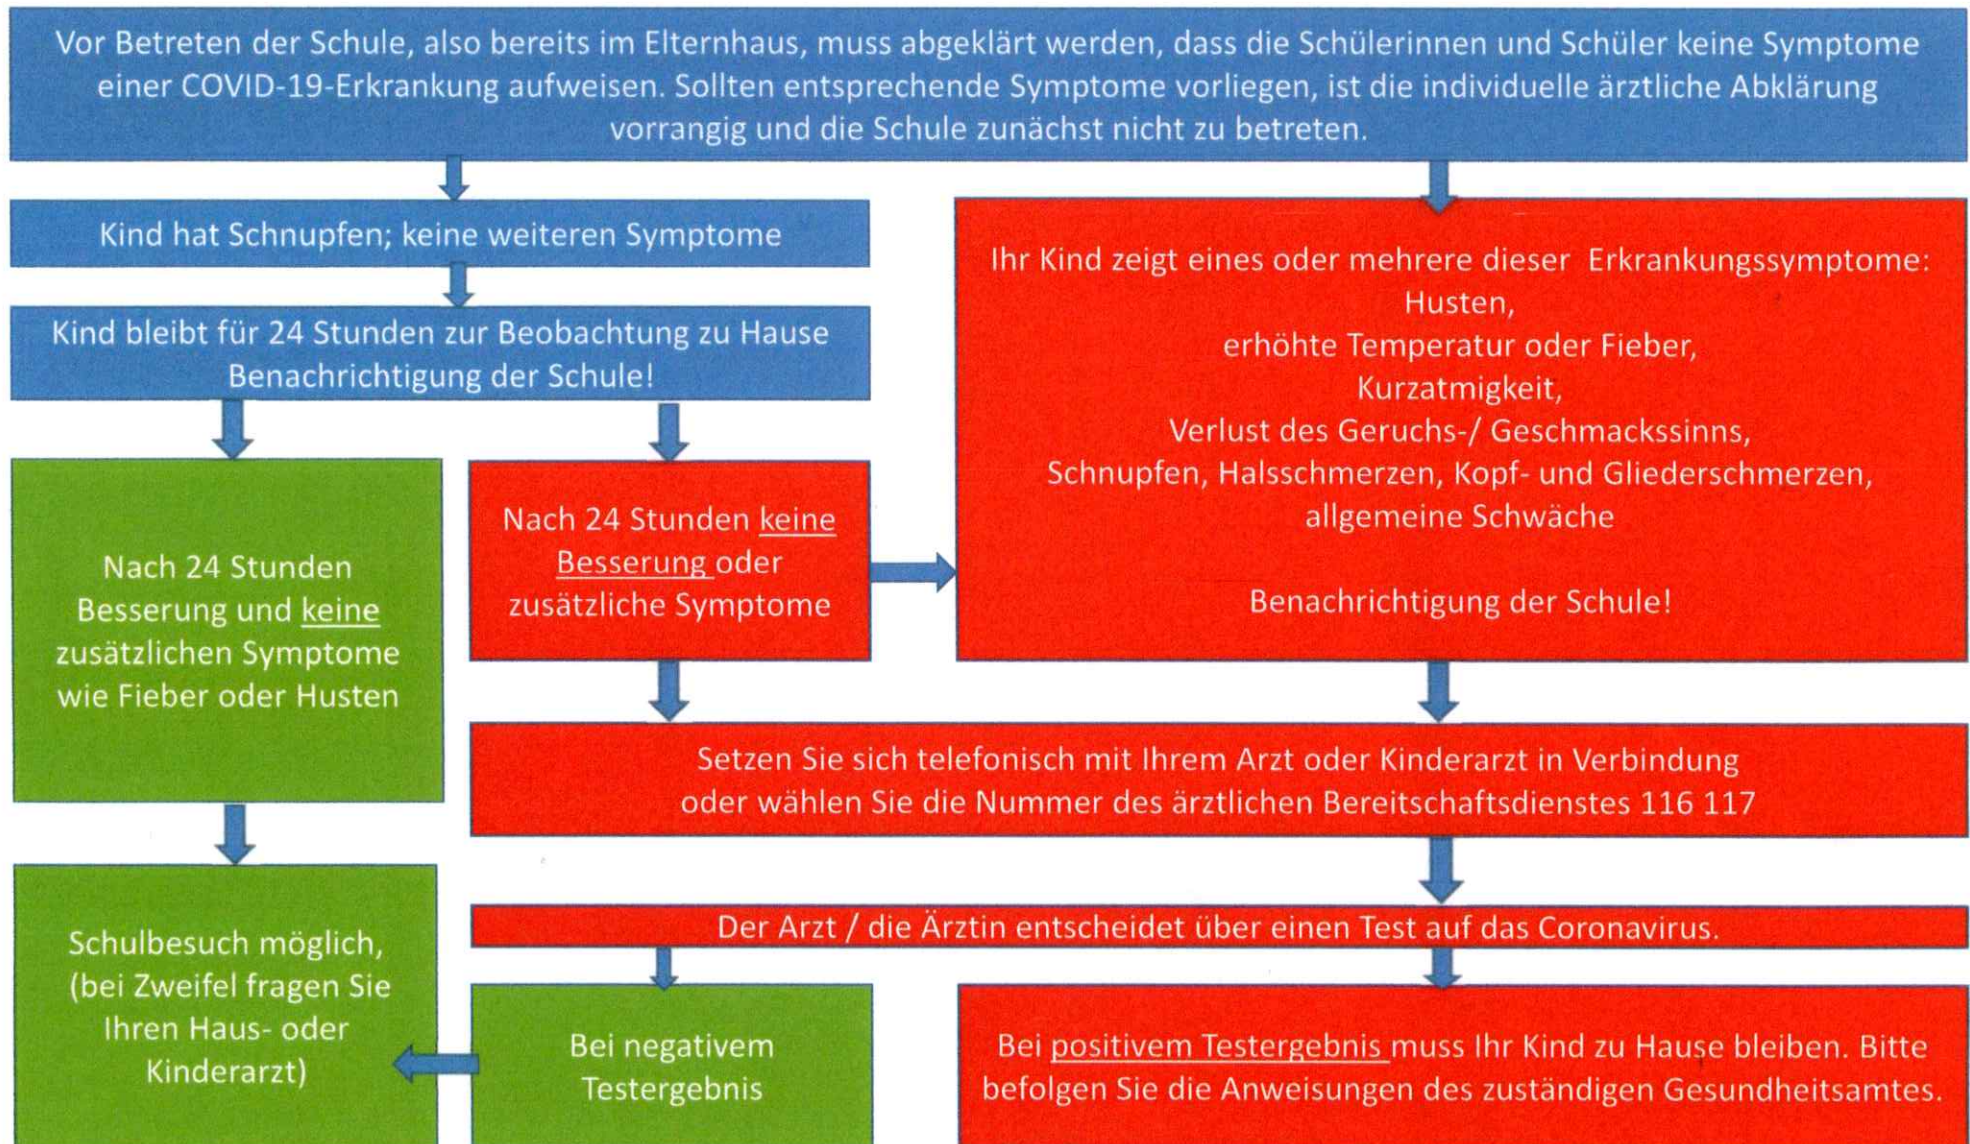 Vor Betreten der Schule, also bereits im Elternhaus, muss abgeklärt werden, dass die Schülerinnen und Schüler keine Symptome
einer COVID-19-Erkrankung aufweisen. Sollten entsprechende Symptome vorliegen, ist die individuelle ärztliche Abklärung
vorrangig und die Schule zunächst nicht zu betreten.
Kind hat Schnupfen; keine weiteren Symptome
Kind bleibt für 24 Stunden zur Beobachtung zu Hause
Benachrichtigung der Schule!
Ihr Kind zeigt eines oder mehrere dieser Erkrankungssymptome:
Husten,
erhöhte Temperatur oder Fieber,
Kurzatmigkeit,
Verlust des Geruchs-/ Geschmackssinns,
Schnupfen, Halsschmerzen, Kopf- und Gliederschmerzen,
allgemeine Schwäche
Benachrichtigung der Schule!
Nach 24 Stunden
Besserung und keine
zusätzlichen Symptome
wie Fieber oder Husten
Nach 24 Stunden keine
Besserung oder
zusätzliche Symptome
Setzen Sie sich telefonisch mit Ihrem Arzt oder Kinderarzt in Verbindung
oder wählen Sie die Nummer des ärztlichen Bereitschaftsdienstes 116 117
Der Arzt / die Ärztin entscheidet über einen Test auf das Coronavirus.
Schulbesuch möglich,
(bei Zweifel fragen Sie
Ihren Haus- oder
Kinderarzt)
Bei negativem
Testergebnis
Bei positivem Testergebnis muss Ihr Kind zu Hause bleiben. Bitte
befolgen Sie die Anweisungen des zuständigen Gesundheitsamtes.